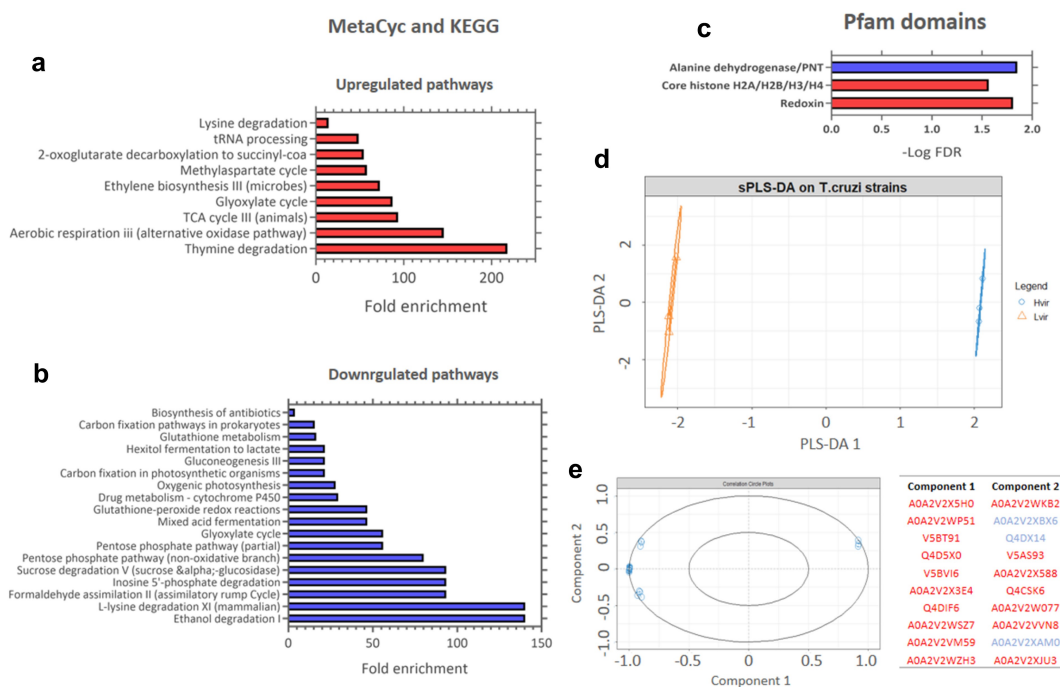 MetaCyc and KEGG
a
Upregulated pathways
Lysine degradation
tRNA processing
2-oxoglutarate decarboxylation to succinyl-coa
Methylaspartate cycle
Ethylene biosynthesis III (microbes)
Glyoxylate cycle
TCA cycle III (animals)
Aerobic respiration iii (alternative oxidase pathway)
Thymine degradation
0 100 200
Fold enrichment
b
Downrgulated pathways
Biosynthesis of antibiotics
Carbon fixation pathways in prokaryotes
Glutathione metabolism
Hexitol fermentation to lactate
Gluconeogenesis III
Carbon fixation in photosynthetic organisms
Oxygenic photosynthesis
Drug metabolism - cytochrome P450
Glutathione-peroxide redox reactions
Mixed acid fermentation
Glyoxylate cycle
Pentose phosphate pathway (partial)
Pentose phosphate pathway (non-oxidative branch)
Sucrose degradation V (sucrose &alpha;-glucosidase)
Inosine 5'-phosphate degradation
Formaldehyde assimilation II (assimilatory rump Cycle)
L-lysine degradation XI (mammalian)
Ethanol degradation I
0 50 100 150
Fold enrichment
c
Pfam domains
Alanine dehydrogenase/PNT
Core histone H2A/H2B/H3/H4
Redoxin
0.0 0.5 1.0 1.5 2.0
-Log FDR
d
sPLS-DA on T.cruzi strains
PLS-DA 2
2
0
-2
-2 -1 0 1 2
PLS-DA 1
Legend
Hvir
Lvir
e
Correlation Circle Plots
Component 2
1.0
0.5
0
-0.5
-1.0
-1.0 -0.5 0 0.5 1.0
Component 1
Component 1 Component 2
A0A2V2X5H0 A0A2V2WKB2
A0A2V2WP51 A0A2V2XBX6
V5BT91 Q4DX14
Q4D5X0 V5AS93
V5BVI6 A0A2V2X588
A0A2V2X3E4 Q4CSK6
Q4DIF6 A0A2V2W077
A0A2V2WSZ7 A0A2V2VVN8
A0A2V2VM59 A0A2V2XAM0
A0A2V2WZH3 A0A2V2XJU3